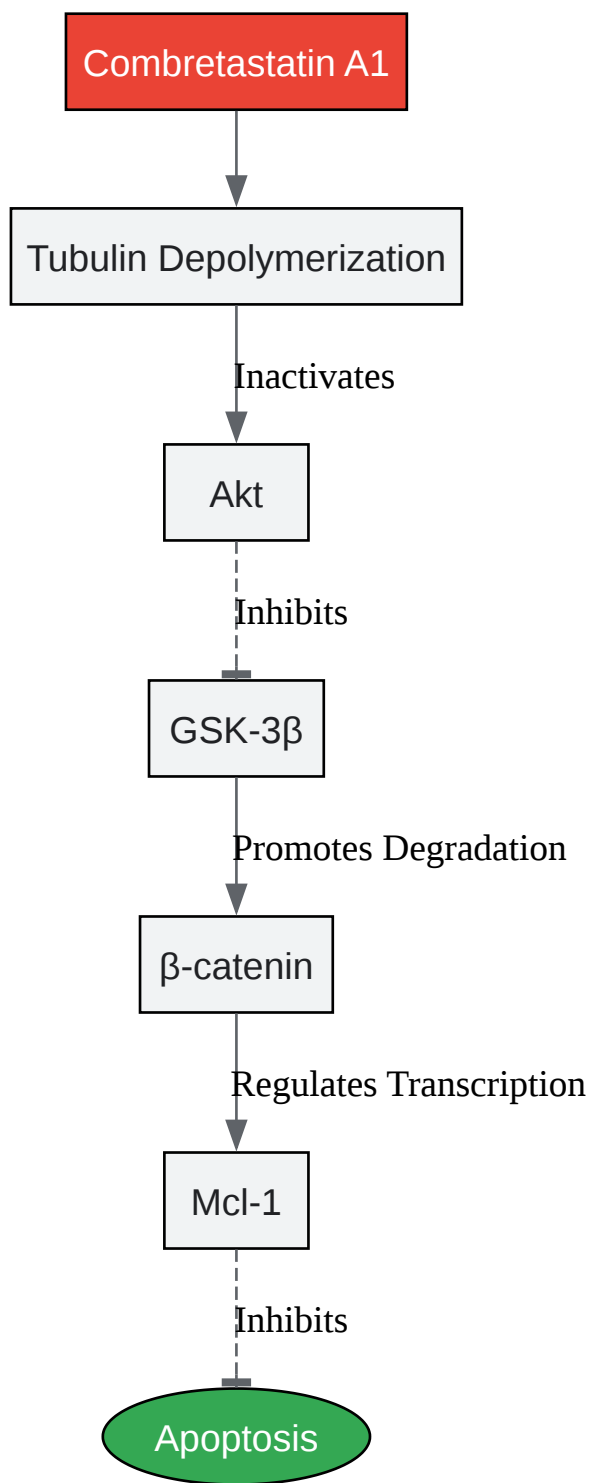 Combretastatin A1
Tubulin Depolymerization
Inactivates
Akt
Inhibits
GSK-3β
Promotes Degradation
β-catenin
Regulates Transcription
Mcl-1
Inhibits
Apoptosis